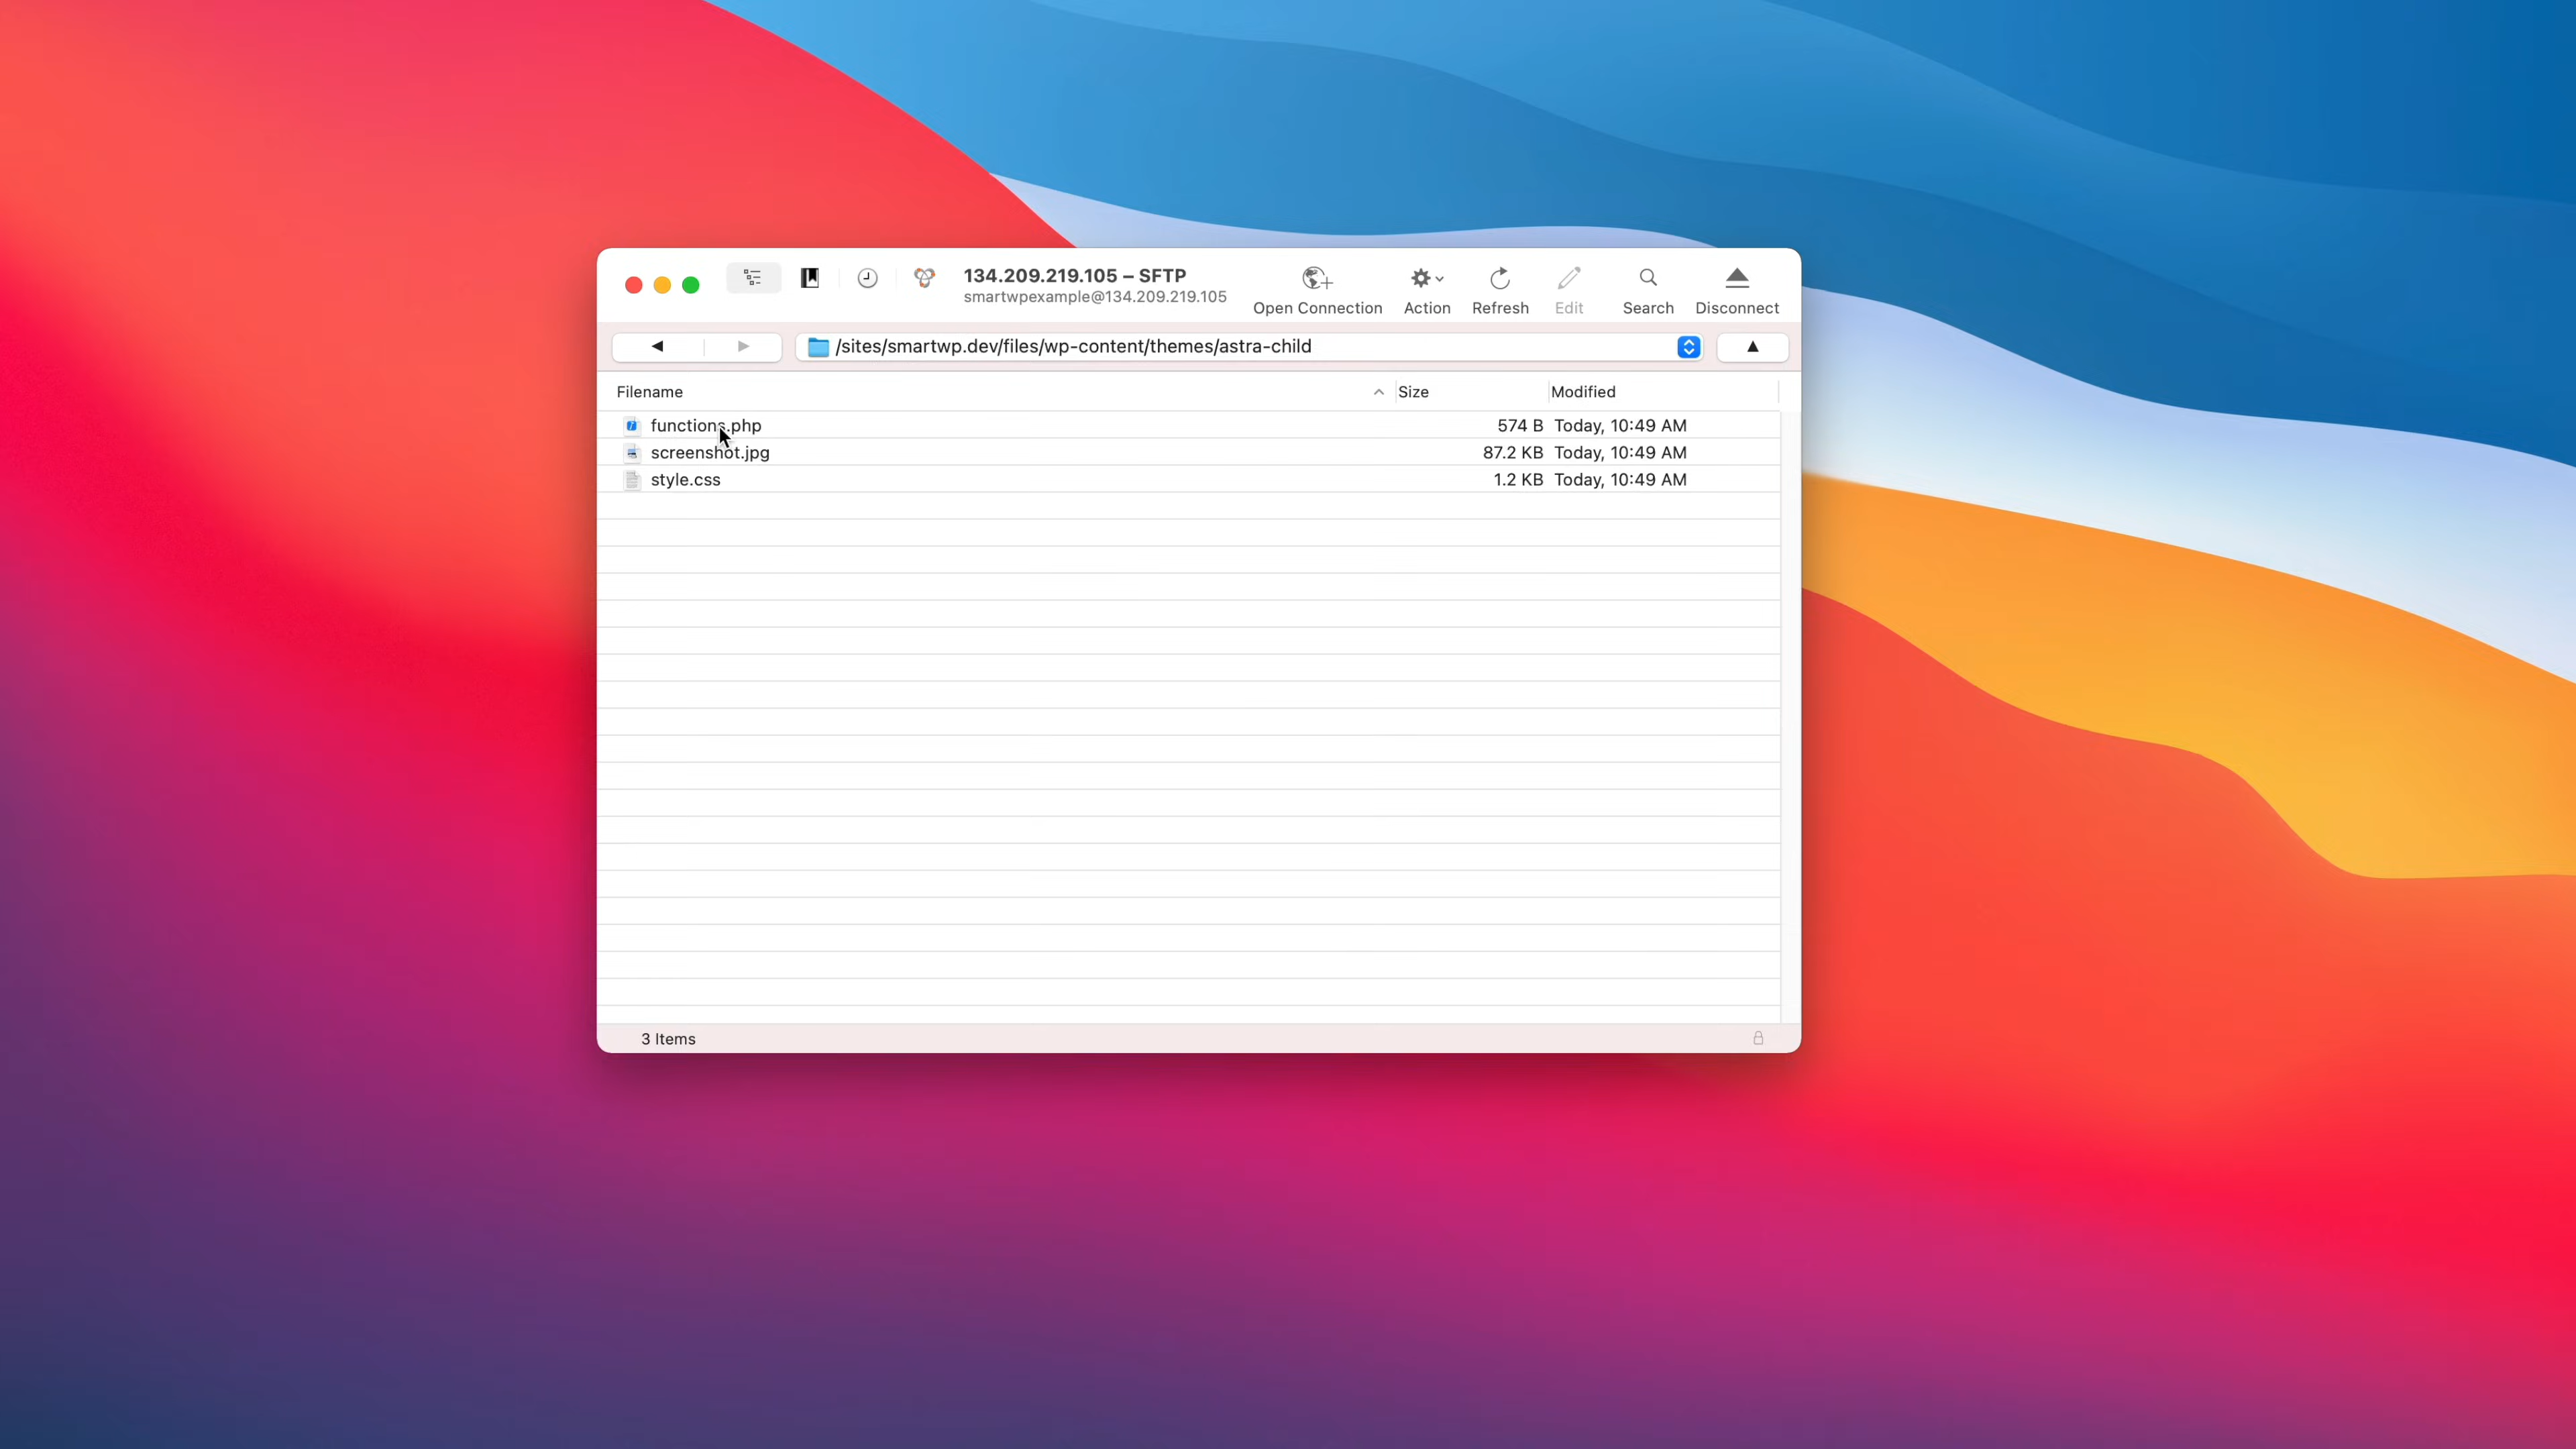 134.209.219.105 – SFTP
smartwpexample@134.209.219.105
Open Connection
Action
Refresh
Edit
Search
Disconnect
/sites/smartwp.dev/files/wp-content/themes/astra-child
Filename Size Modified
functions.php 574 B Today, 10:49 AM
screenshot.jpg 87.2 KB Today, 10:49 AM
style.css 1.2 KB Today, 10:49 AM
3 Items